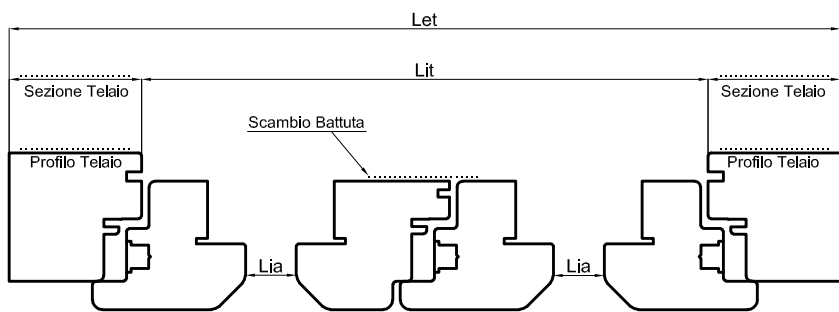 Let
Lit
Sezione Telaio
Sezione Telaio
Scambio Battuta
Profilo Telaio
Profilo Telaio
Lia
Lia